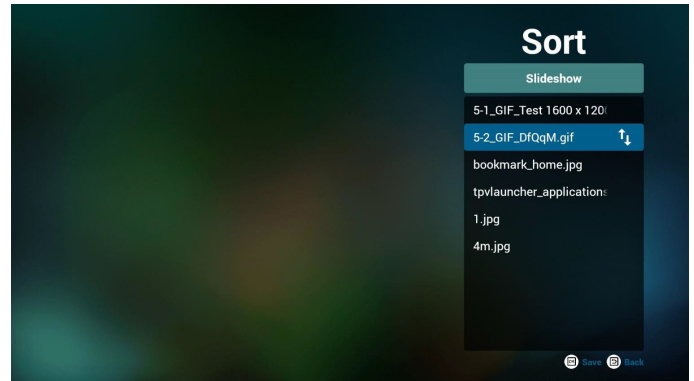 Sort
Slideshow
5-1_GIF_Test 1600 x 120
5-2_GIF_DfQqM.gif
bookmark_home.jpg
tpvlauncher_applications
1.jpg
4m.jpg
Save Back